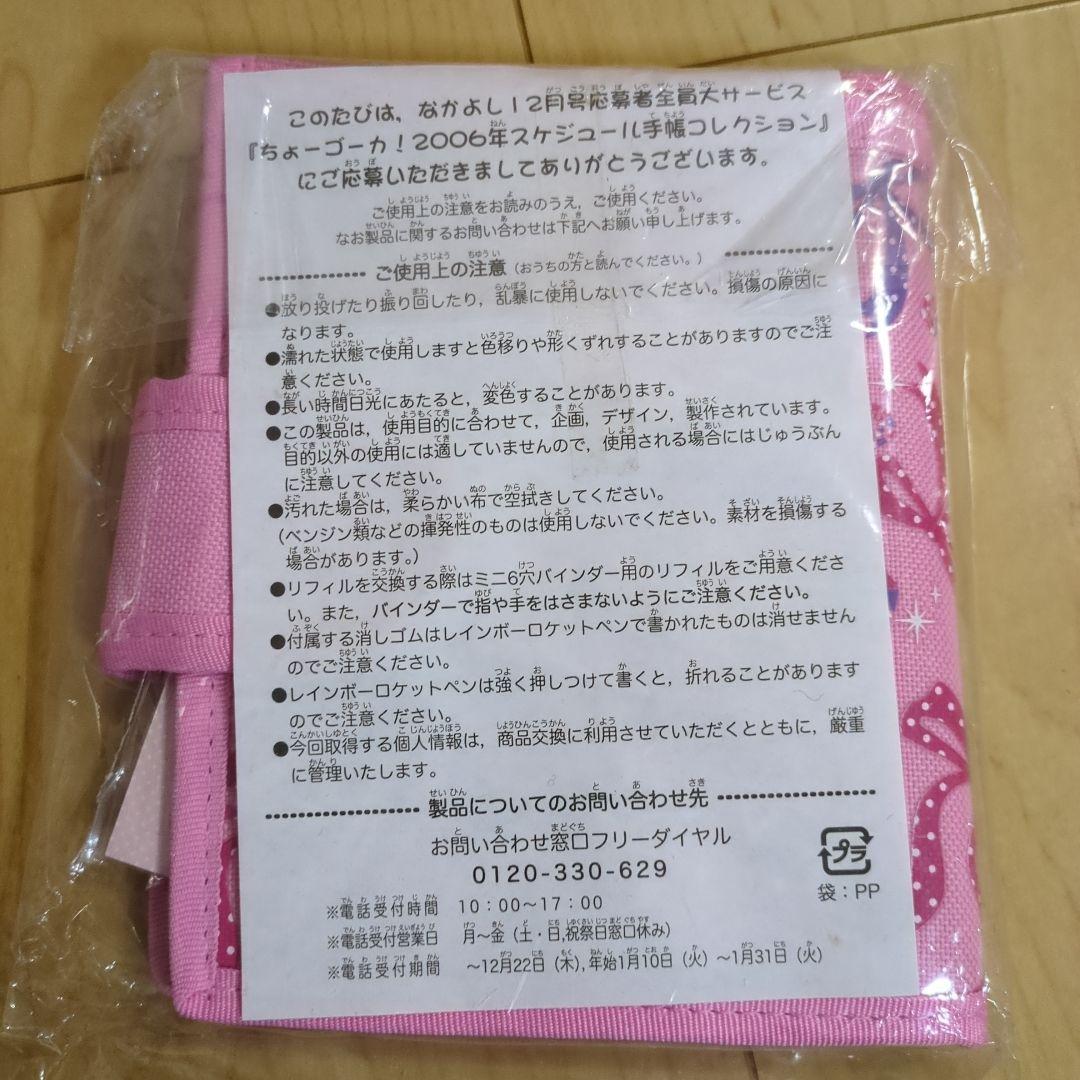 このたびは，なかよし12月号応募者全員大サービス
『ちょーゴーカ！2006年スケジュール手帳コレクション』
にご応募いただきましてありがとうございます。
ご使用上の注意をお読みのうえ，ご使用ください。
なお製品に関するお問い合わせは下記へお願い申し上げます。
ご使用上の注意（おうちの方と読んでください。）
●放り投げたり振り回したり，乱暴に使用しないでください。損傷の原因に
なります。
●濡れた状態で使用しますと色移りや形くずれすることがありますのでご注
意ください。
●長い時間日光にあたると，変色することがあります。
●この製品は，使用目的に合わせて，企画，デザイン，製作されています。
目的以外の使用には適していませんので，使用される場合にはじゅうぶん
に注意してください。
●汚れた場合は，柔らかい布で空拭きしてください。
（ベンジン類などの揮発性のものは使用しないでください。素材を損傷する
場合があります。）
●リフィルを交換する際はミニ6穴バインダー用のリフィルをご用意くださ
い。また，バインダーで指や手をはさまないようにご注意ください。
●付属する消しゴムはレインボーロケットペンで書かれたものは消せません
のでご注意ください。
●レインボーロケットペンは強く押しつけて書くと，折れることがあります
のでご注意ください。
●今回取得する個人情報は，商品交換に利用させていただくとともに，厳重
に管理いたします。
製品についてのお問い合わせ先
お問い合わせ窓口フリーダイヤル
0120-330-629
※電話受付時間　10：00〜17：00
※電話受付営業日　月〜金（土・日,祝祭日窓口休み）
※電話受付期間　〜12月22日（木）,年始1月10日（火）〜1月31日（火）
プラ
袋：PP